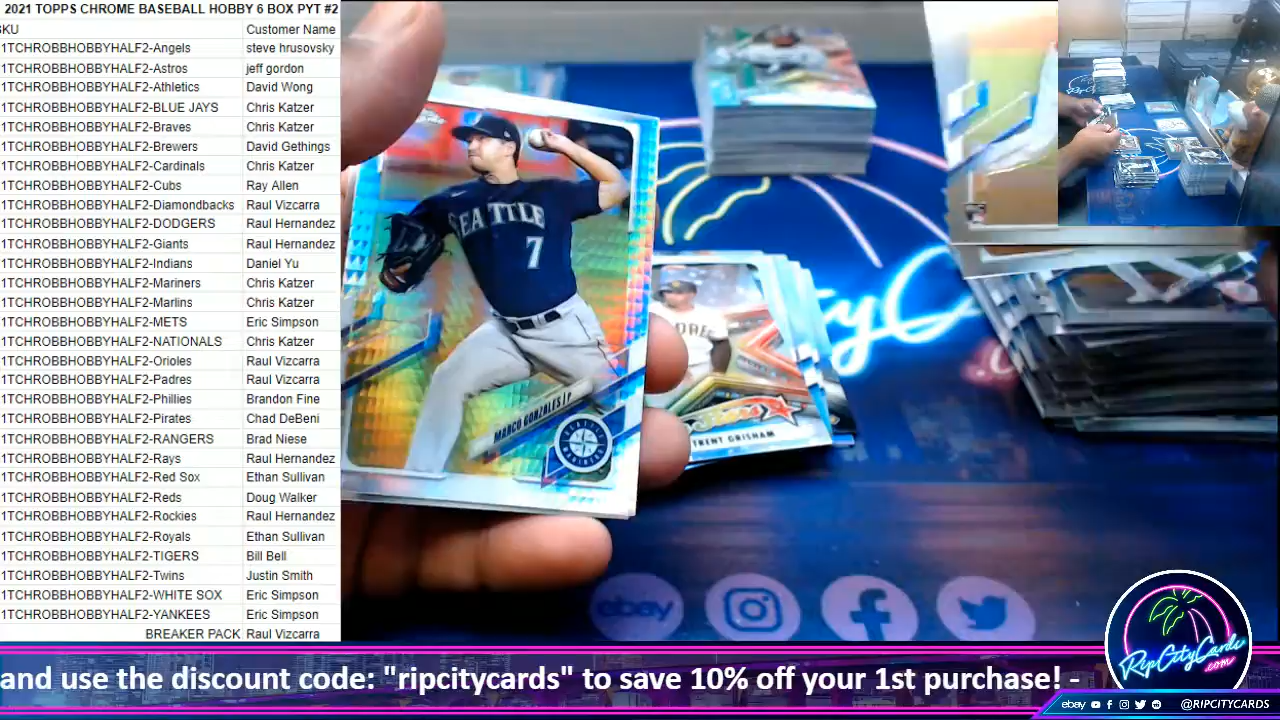 2021 TOPPS CHROME BASEBALL HOBBY 6 BOX PYT #2
KU Customer Name
1TCHROBBHOBBYHALF2-Angels steve hrusovsky
1TCHROBBHOBBYHALF2-Astros jeff gordon
1TCHROBBHOBBYHALF2-Athletics David Wong
1TCHROBBHOBBYHALF2-BLUE JAYS Chris Katzer
1TCHROBBHOBBYHALF2-Braves Chris Katzer
1TCHROBBHOBBYHALF2-Brewers David Gethings
1TCHROBBHOBBYHALF2-Cardinals Chris Katzer
1TCHROBBHOBBYHALF2-Cubs Ray Allen
1TCHROBBHOBBYHALF2-Diamondbacks Raul Vizcarra
1TCHROBBHOBBYHALF2-DODGERS Raul Hernandez
1TCHROBBHOBBYHALF2-Giants Raul Hernandez
1TCHROBBHOBBYHALF2-Indians Daniel Yu
1TCHROBBHOBBYHALF2-Mariners Chris Katzer
1TCHROBBHOBBYHALF2-Marlins Chris Katzer
1TCHROBBHOBBYHALF2-METS Eric Simpson
1TCHROBBHOBBYHALF2-NATIONALS Chris Katzer
1TCHROBBHOBBYHALF2-Orioles Raul Vizcarra
1TCHROBBHOBBYHALF2-Padres Raul Vizcarra
1TCHROBBHOBBYHALF2-Phillies Brandon Fine
1TCHROBBHOBBYHALF2-Pirates Chad DeBeni
1TCHROBBHOBBYHALF2-RANGERS Brad Niese
1TCHROBBHOBBYHALF2-Rays Raul Hernandez
1TCHROBBHOBBYHALF2-Red Sox Ethan Sullivan
1TCHROBBHOBBYHALF2-Reds Doug Walker
1TCHROBBHOBBYHALF2-Rockies Raul Hernandez
1TCHROBBHOBBYHALF2-Royals Ethan Sullivan
1TCHROBBHOBBYHALF2-TIGERS Bill Bell
1TCHROBBHOBBYHALF2-Twins Justin Smith
1TCHROBBHOBBYHALF2-WHITE SOX Eric Simpson
1TCHROBBHOBBYHALF2-YANKEES Eric Simpson
BREAKER PACK Raul Vizcarra
SEATTLE
7
MARCO GONZALES | P
PADRES
Stars
TRENT GRISHAM
yC
ebay
RipCityCards
.com
and use the discount code: "ripcitycards" to save 10% off your 1st purchase! -
ebay @RIPCITYCARDS